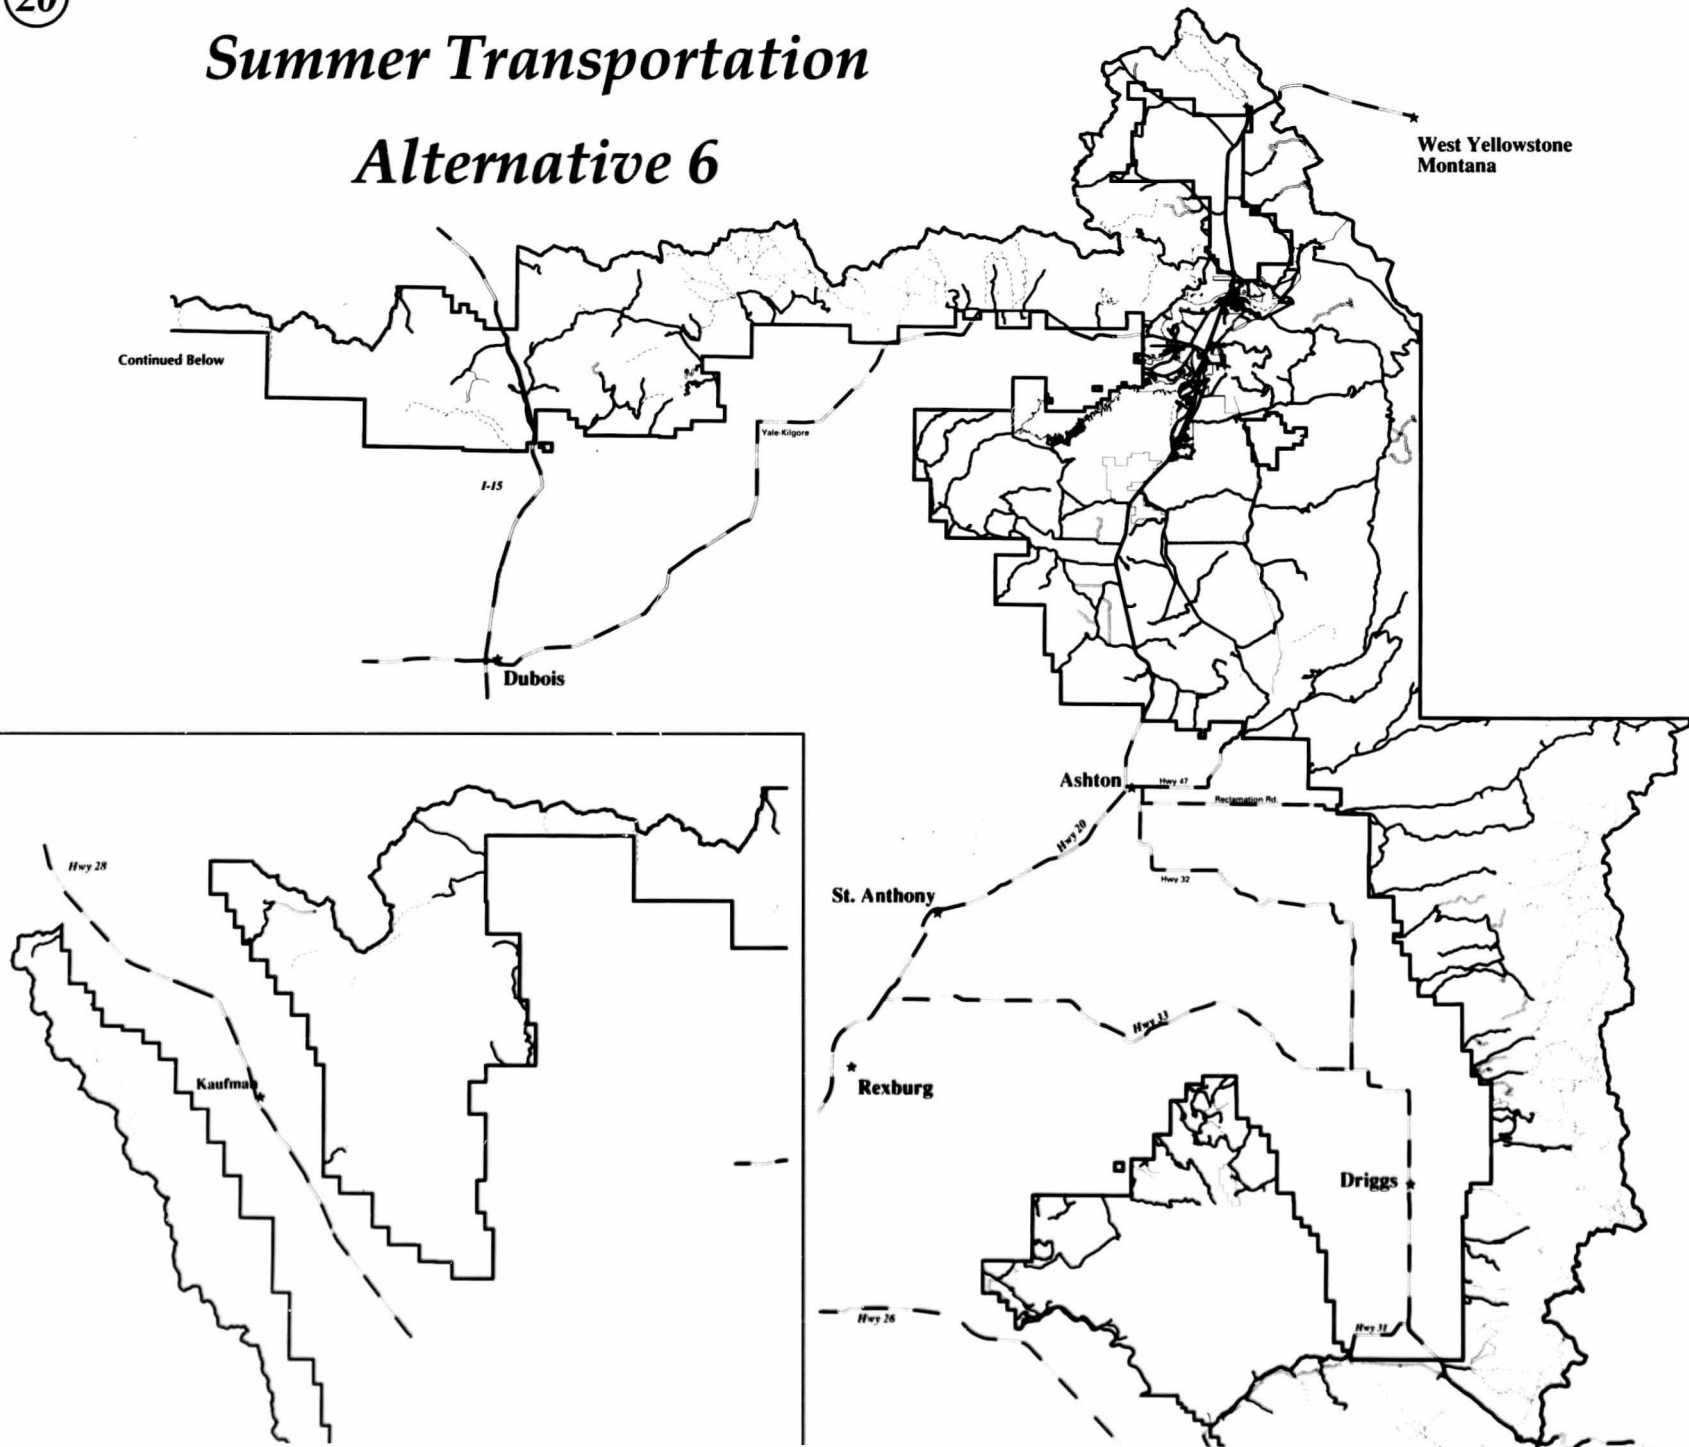 20
Summer Transportation
Alternative 6
West Yellowstone
Montana
Continued Below
Yale-Kilgore
I-15
Dubois
Ashton
Hwy 47
Reclamation Rd.
Hwy 20
Hwy 32
St. Anthony
Hwy 28
Hwy 33
Kaufman
Rexburg
Driggs
Hwy 26
Hwy 31